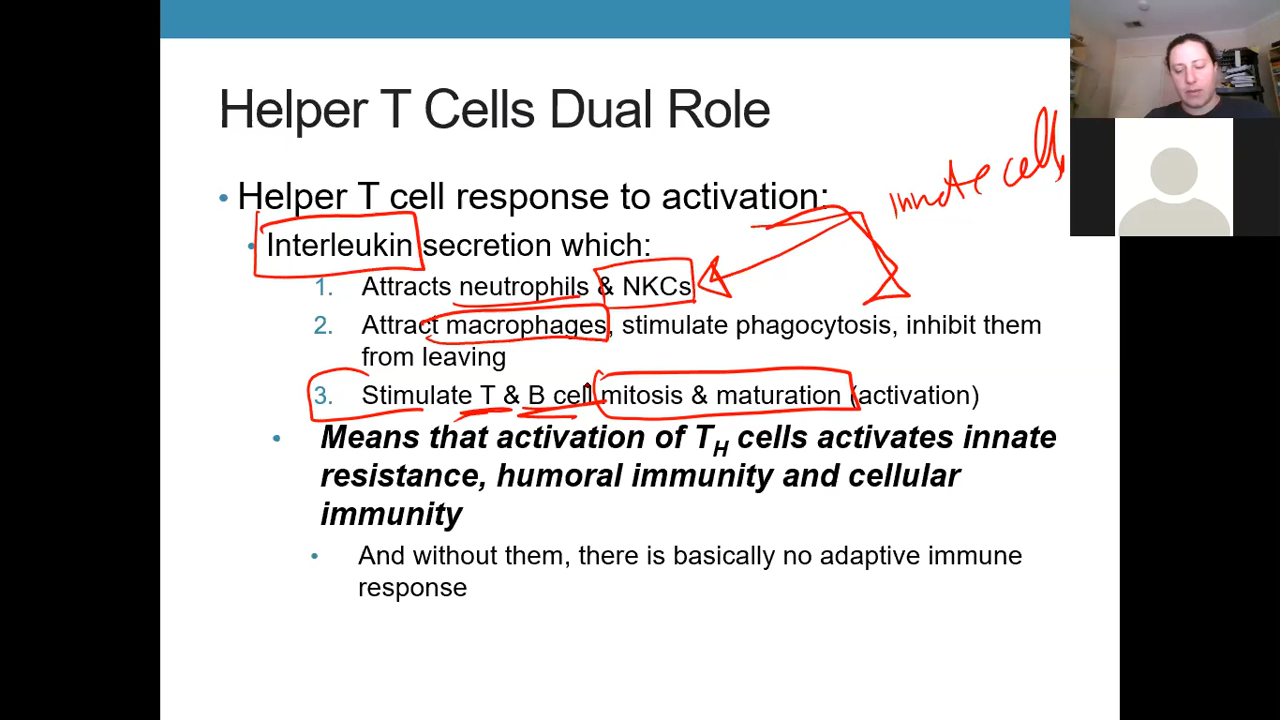 Helper T Cells Dual Role
innate cells
• Helper T cell response to activation:
• Interleukin secretion which:
1. Attracts neutrophils & NKCs
2. Attract macrophages, stimulate phagocytosis, inhibit them
from leaving
3. Stimulate T & B cell mitosis & maturation (activation)
• Means that activation of TH cells activates innate
resistance, humoral immunity and cellular
immunity
• And without them, there is basically no adaptive immune
response